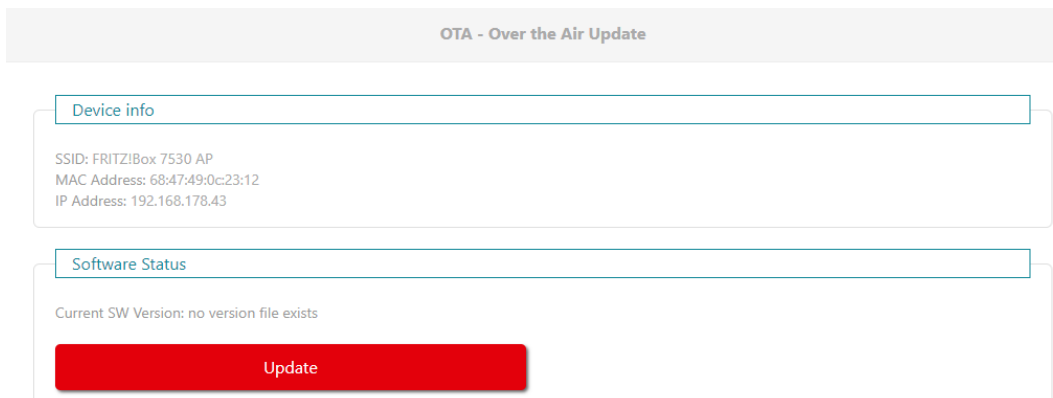 OTA - Over the Air Update
Device info
SSID: FRITZ!Box 7530 AP
MAC Address: 68:47:49:0c:23:12
IP Address: 192.168.178.43
Software Status
Current SW Version: no version file exists
Update